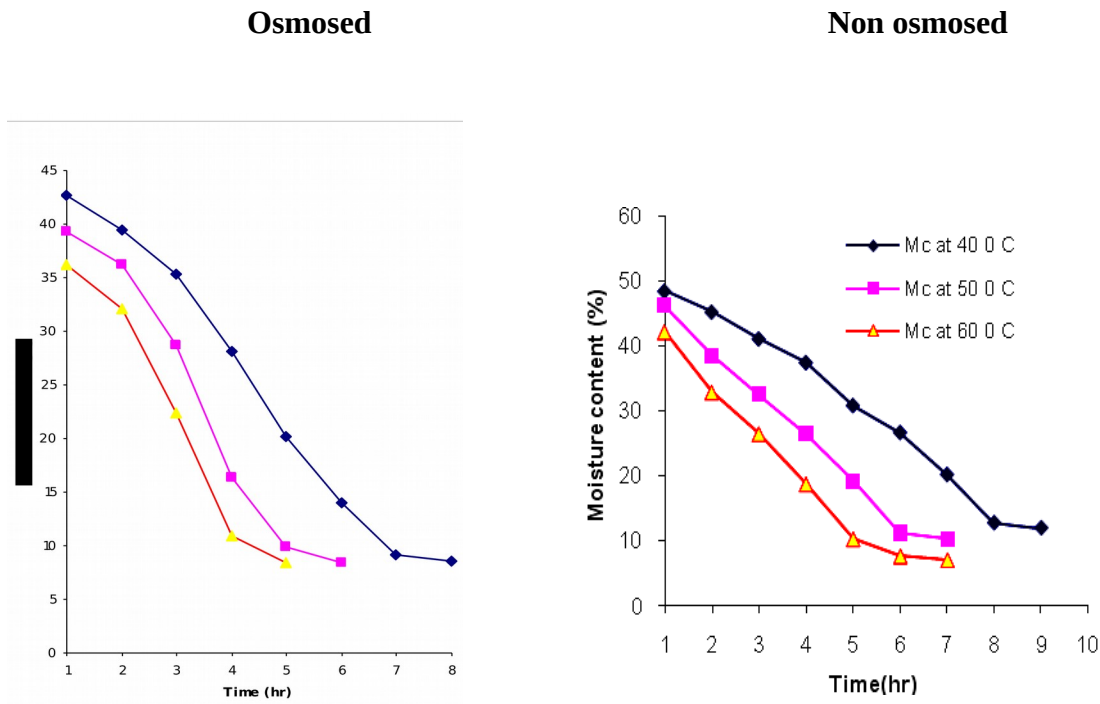 Osmosed
Non osmosed
45
40
35
30
25
20
15
10
5
0
1 2 3 4 5 6 7 8
Time (hr)
60
50
40
30
20
10
0
Moisture content (%)
Mc at 40 0 C
Mc at 50 0 C
Mc at 60 0 C
1 2 3 4 5 6 7 8 9 10
Time(hr)